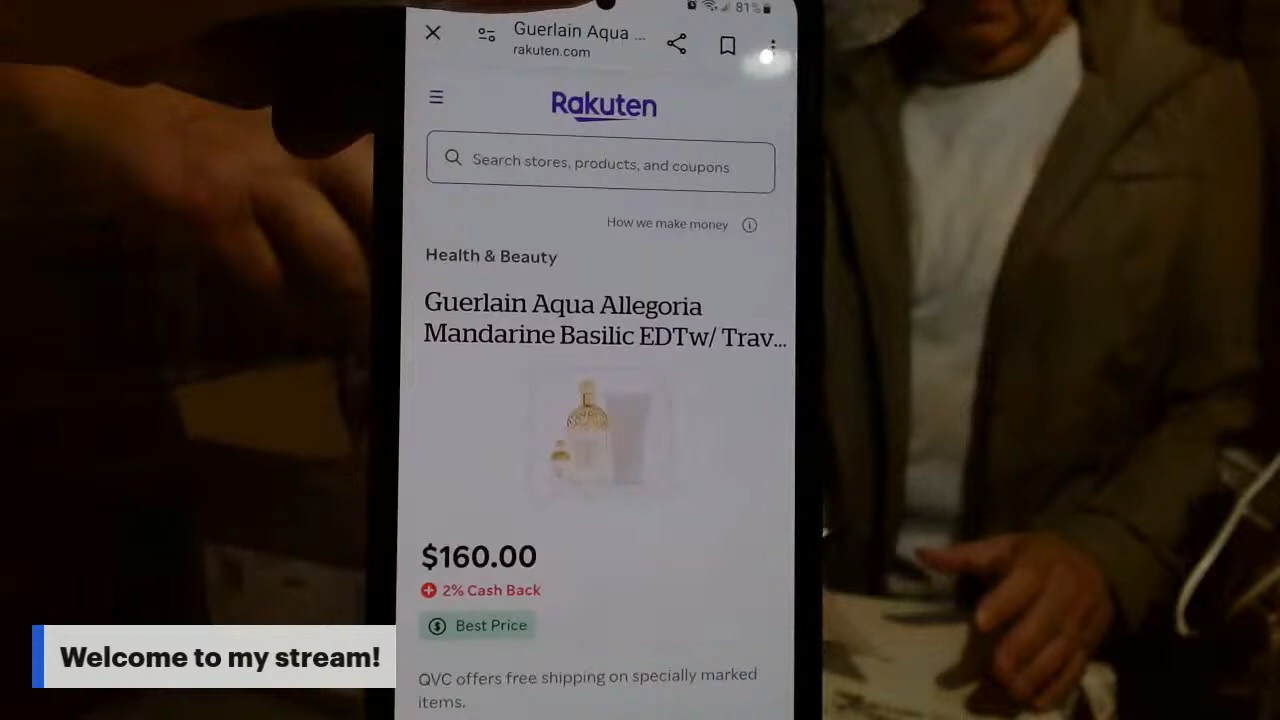 81%
Guerlain Aqua ...
rakuten.com
Rakuten
Search stores, products, and coupons
How we make money
Health & Beauty
Guerlain Aqua Allegoria
Mandarine Basilic EDTw/ Trav...
$160.00
2% Cash Back
Best Price
QVC offers free shipping on specially marked
items.
Welcome to my stream!